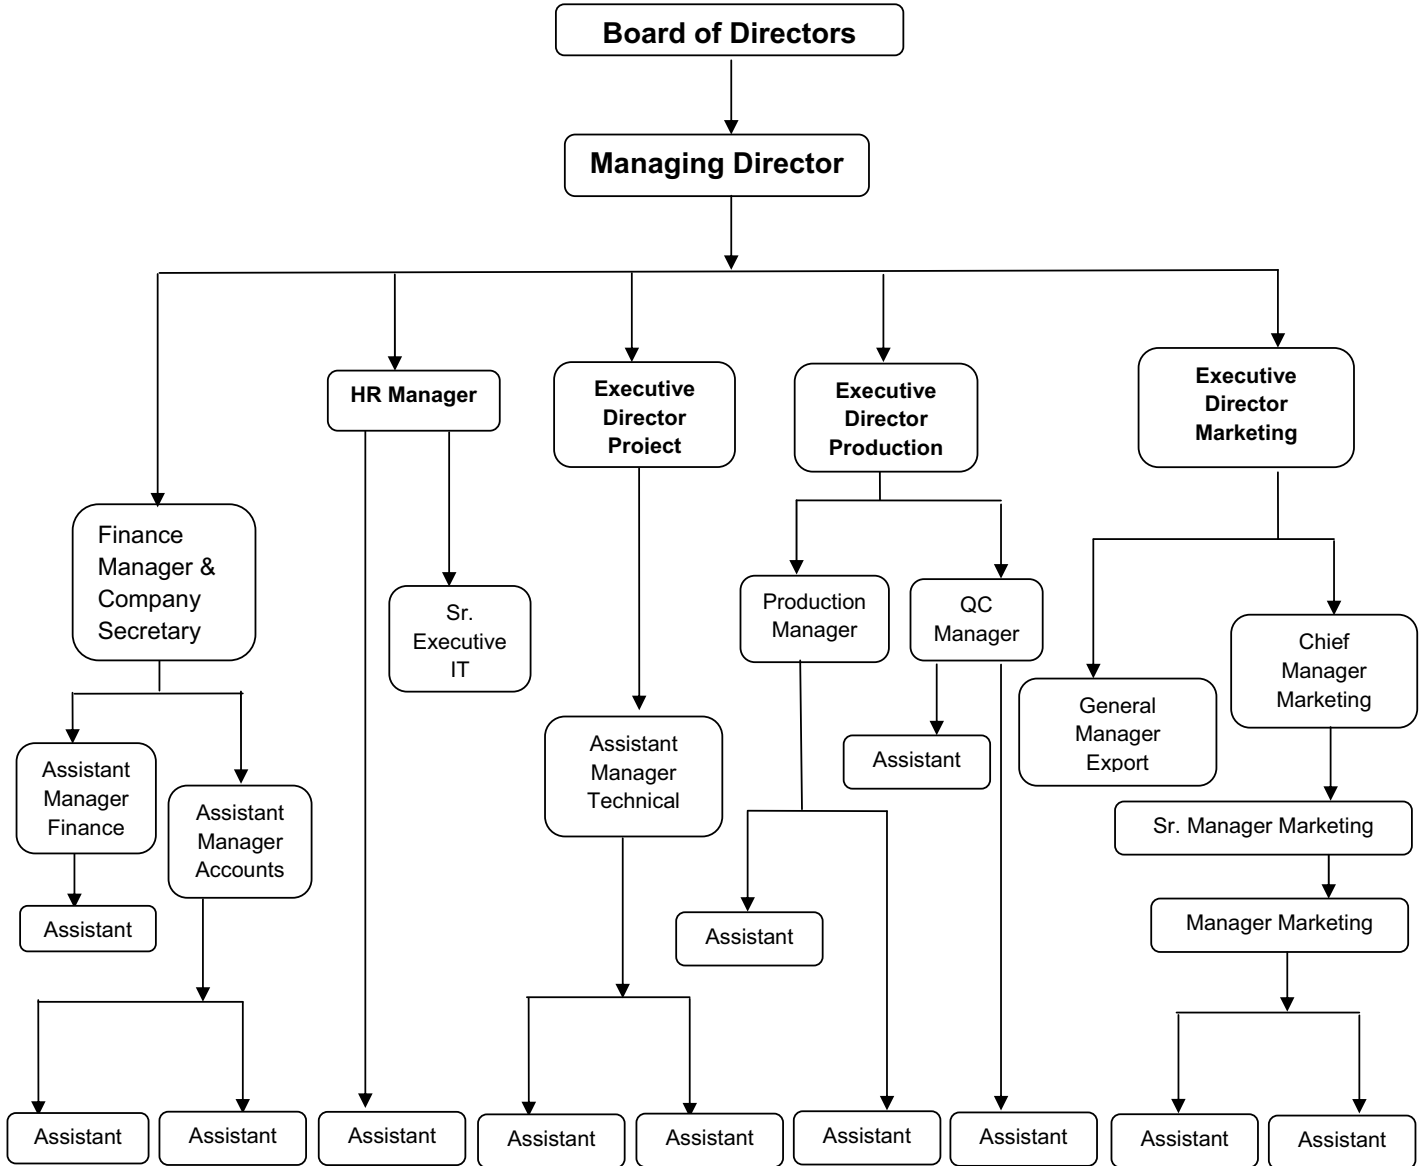 Board of Directors
Managing Director
HR Manager
Executive
Director
Project
Executive
Director
Production
Executive
Director
Marketing
Finance
Manager &
Company
Secretary
Sr.
Executive
IT
Production
Manager
QC
Manager
Chief
Manager
Marketing
General
Manager
Export
Assistant
Manager
Technical
Assistant
Assistant
Manager
Finance
Assistant
Manager
Accounts
Sr. Manager Marketing
Assistant
Assistant
Manager Marketing
Assistant
Assistant
Assistant
Assistant
Assistant
Assistant
Assistant
Assistant
Assistant